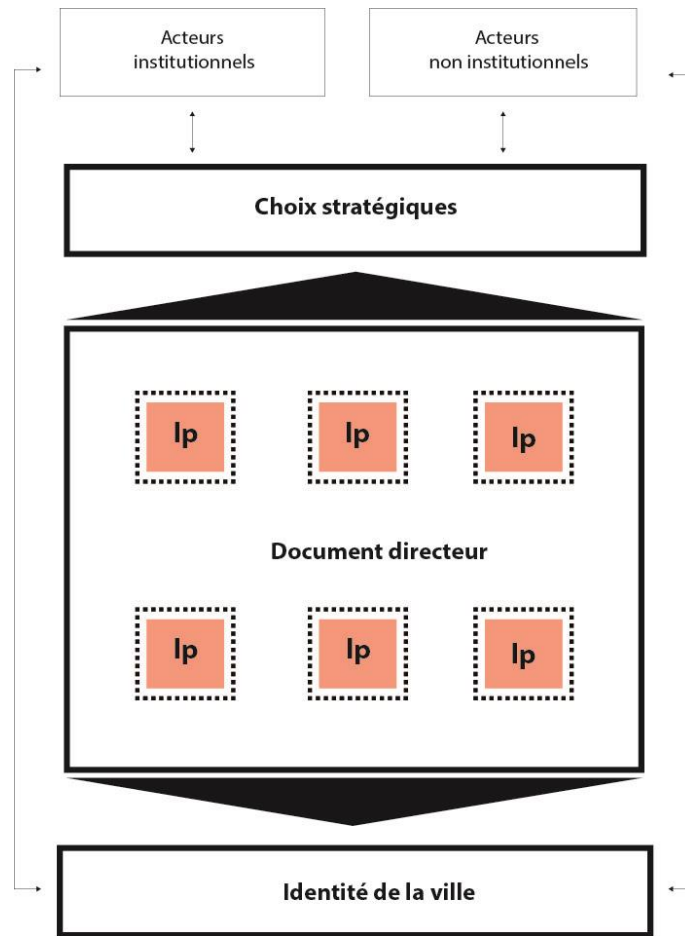 Acteurs
institutionnels
Acteurs
non institutionnels
Choix stratégiques
Ip
Ip
Ip
Document directeur
Ip
Ip
Ip
Identité de la ville